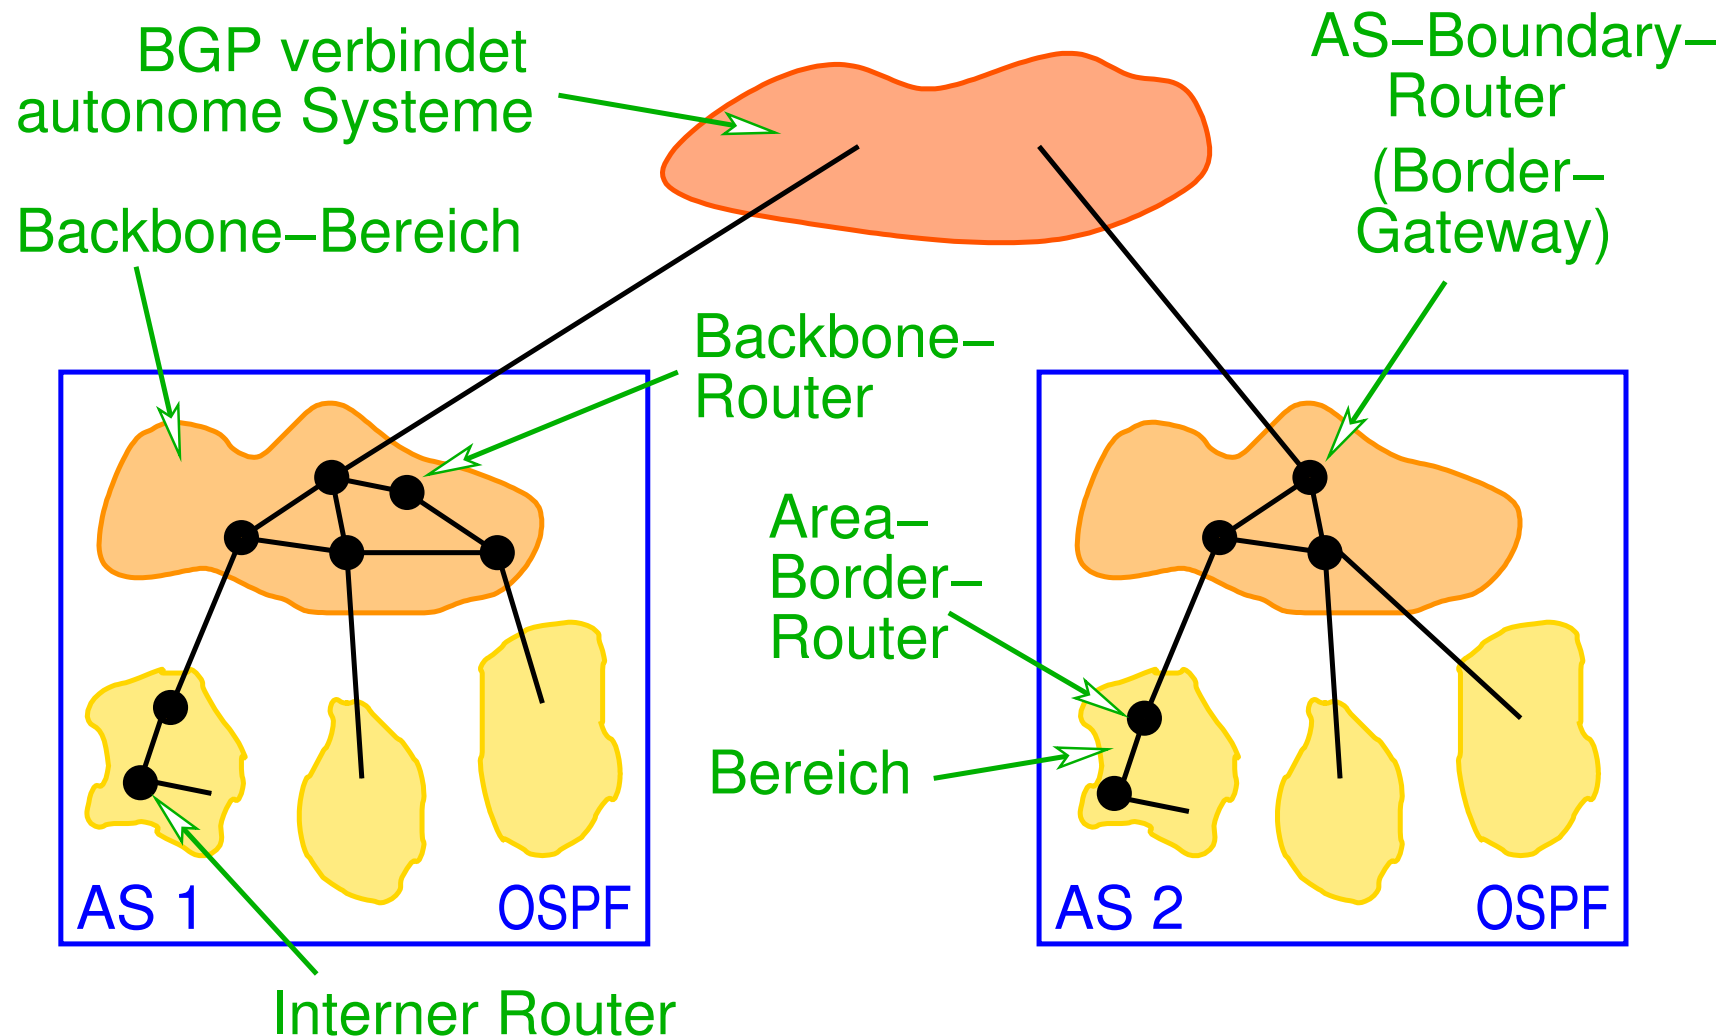 BGP verbindet
autonome Systeme
AS–Boundary–
Router
(Border–
Gateway)
Backbone–Bereich
Backbone–
Router
Area–
Border–
Router
Bereich
AS 1
OSPF
AS 2
OSPF
Interner Router